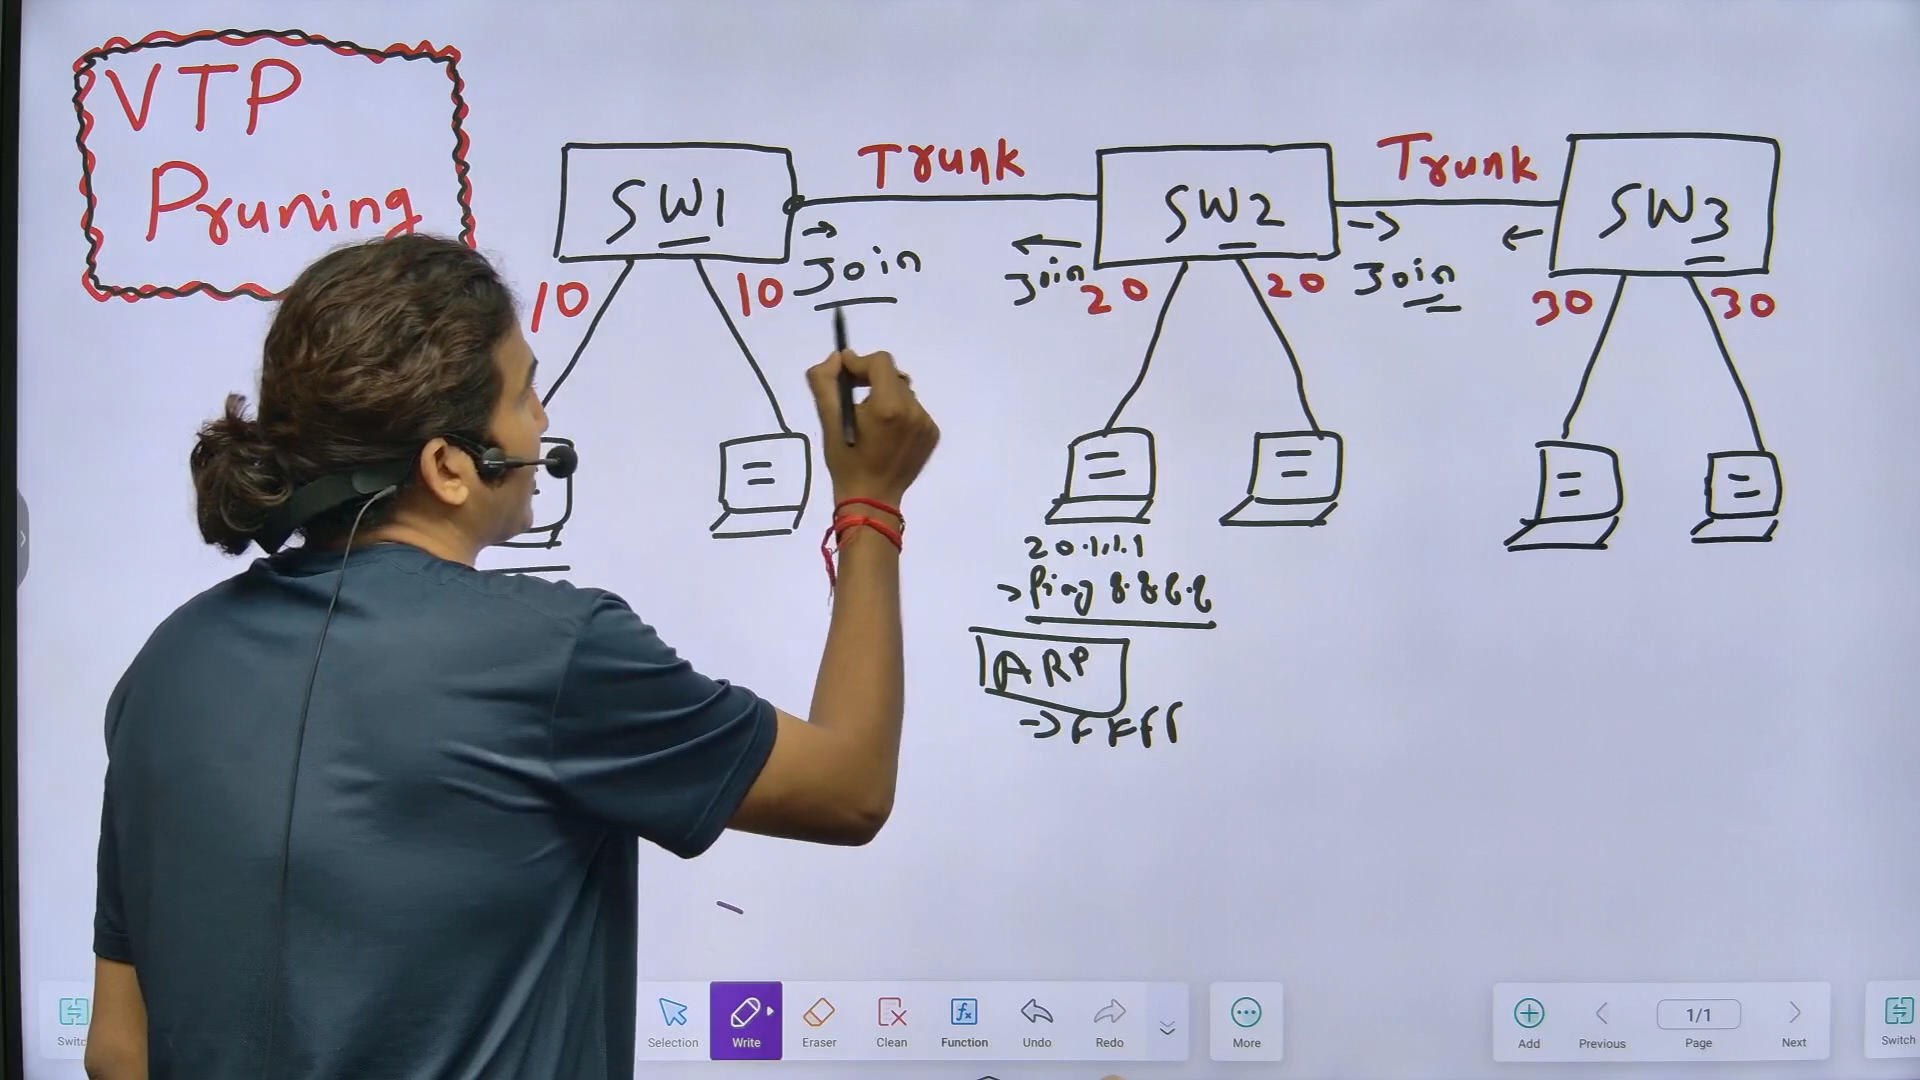 VTP
Pruning
SW1
Trunk
SW2
Trunk
SW3
10
10
Join
Join
20
20
Join
30
30
20.1.1.1
→ Ping 8.8.8.8
ARP
→ FFFF
Selection
Write
Eraser
Clean
Function
Undo
Redo
More
Add
Previous
1/1
Page
Next
Switch